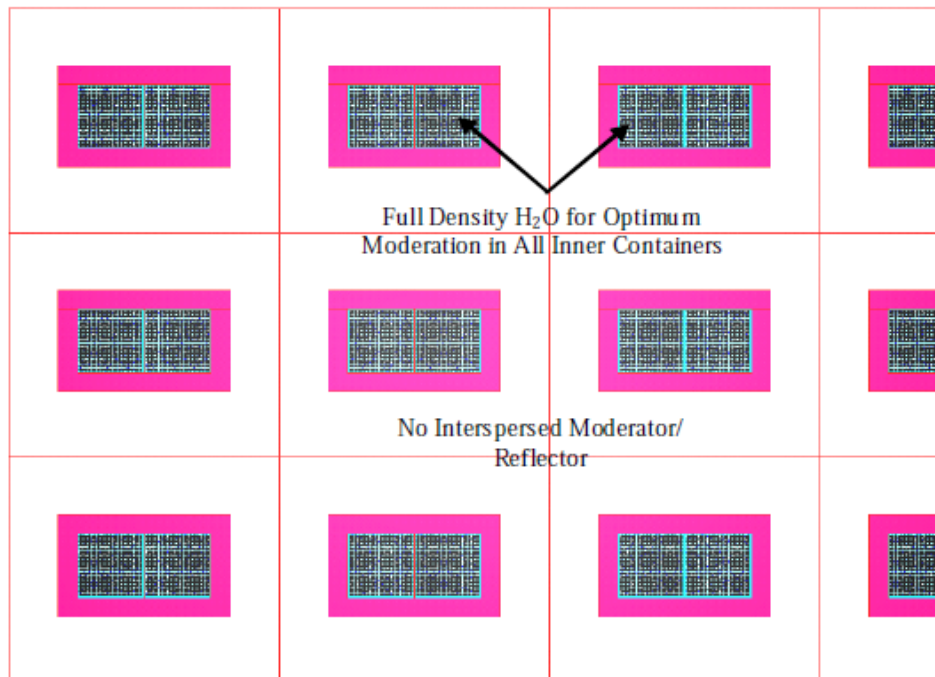 Full Density H₂O for Optimum
Moderation in All Inner Containers
No Interspersed Moderator/
Reflector